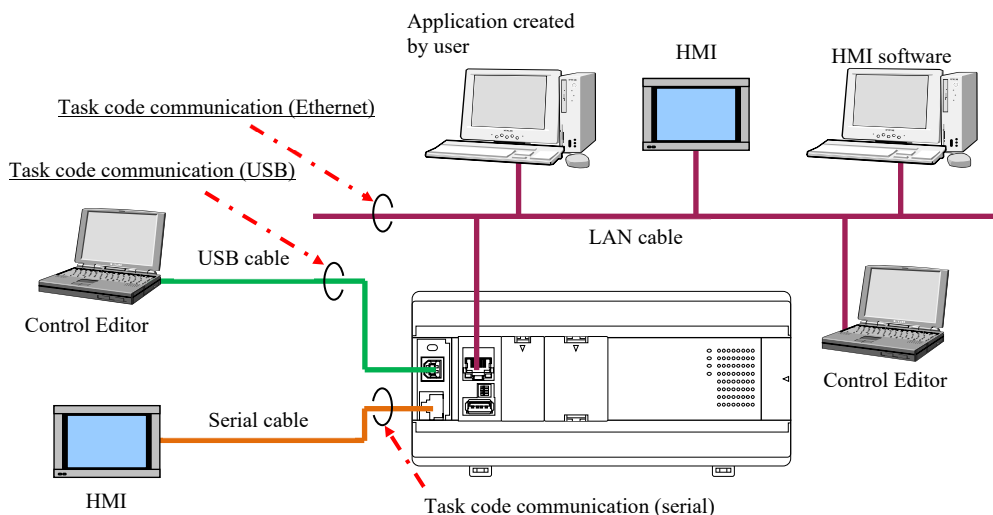 Application created
by user
HMI
HMI software
Task code communication (Ethernet)
Task code communication (USB)
LAN cable
USB cable
Control Editor
Control Editor
Serial cable
HMI
Task code communication (serial)